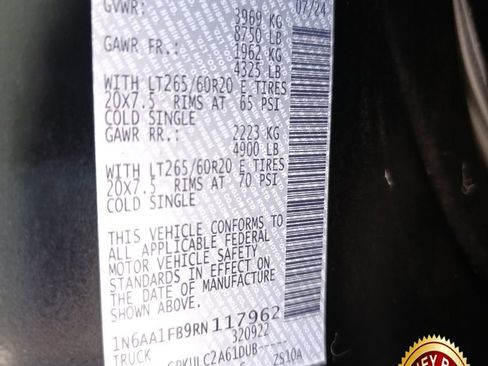 GVWR: 07/24
3969 KG
8750 LB
GAWR FR.: 1962 KG
4325 LB
WITH LT265/60R20 E TIRES
20X7.5 RIMS AT 65 PSI
COLD SINGLE
GAWR RR.: 2223 KG
4900 LB
WITH LT265/60R20 E TIRES
20X7.5 RIMS AT 70 PSI
COLD SINGLE
THIS VEHICLE CONFORMS TO
ALL APPLICABLE FEDERAL
MOTOR VEHICLE SAFETY
STANDARDS IN EFFECT ON
THE DATE OF MANUFACTURE
SHOWN ABOVE.
1N6AA1FB9RN117962
TRUCK 320922
ZS10A